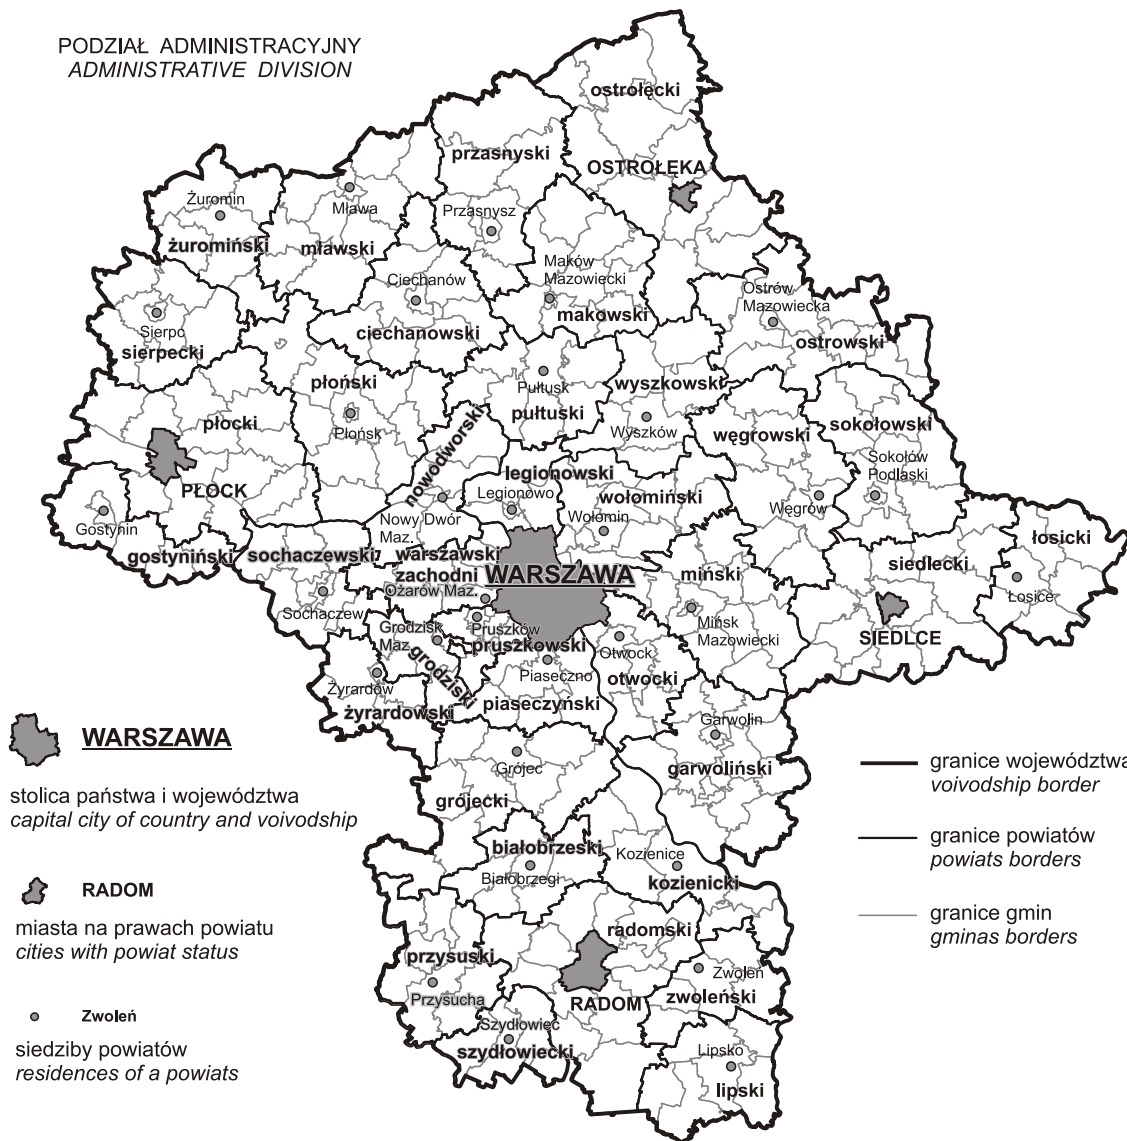 PODZIAŁ ADMINISTRACYJNY
ADMINISTRATIVE DIVISION
ostrołęcki
przasnyski
OSTROŁĘKA
Żuromin
Mława
Przasnysz
żuromiński
mławski
Ciechanów
Maków
Mazowiecki
Ostrów
Mazowiecka
makowski
Sierpc
sierpecki
ciechanowski
ostrowski
płoński
Pułtusk
wyszkowski
płocki
Płońsk
pułtuski
Wyszków
węgrowski
sokołowski
nowodworski
Sokołów
Podlaski
legionowski
PŁOCK
Legionowo
wołomiński
Węgrów
Gostynin
Nowy Dwór
Maz.
Wołomin
łosicki
gostyniński
sochaczewski
warszawski
zachodni
WARSZAWA
miński
siedlecki
Ożarów Maz.
Łosice
Sochaczew
Mińsk
Mazowiecki
SIEDLCE
Grodzisk
Maz.
Pruszków
pruszkowski
Otwock
grodziski
Piaseczno
otwocki
Żyrardów
żyrardowski
piaseczyński
Garwolin
WARSZAWA
Grójec
garwoliński
granice województwa
voivodship border
stolica państwa i województwa
capital city of country and voivodship
grójecki
granice powiatów
powiats borders
białobrzeski
Kozienice
Białobrzegi
kozienicki
RADOM
granice gmin
gminas borders
miasta na prawach powiatu
cities with powiat status
radomski
przysuski
Zwoleń
Przysucha
RADOM
zwoleński
Zwoleń
Szydłowiec
szydłowiecki
Lipsko
siedziby powiatów
residences of a powiats
lipski